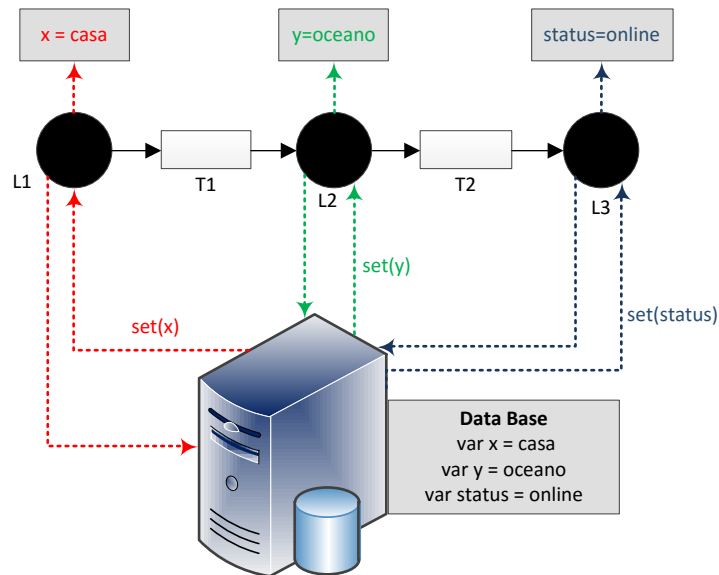 x = casa
y=oceano
status=online
L1
T1
L2
T2
L3
set(y)
set(x)
set(status)
Data Base
var x = casa
var y = oceano
var status = online